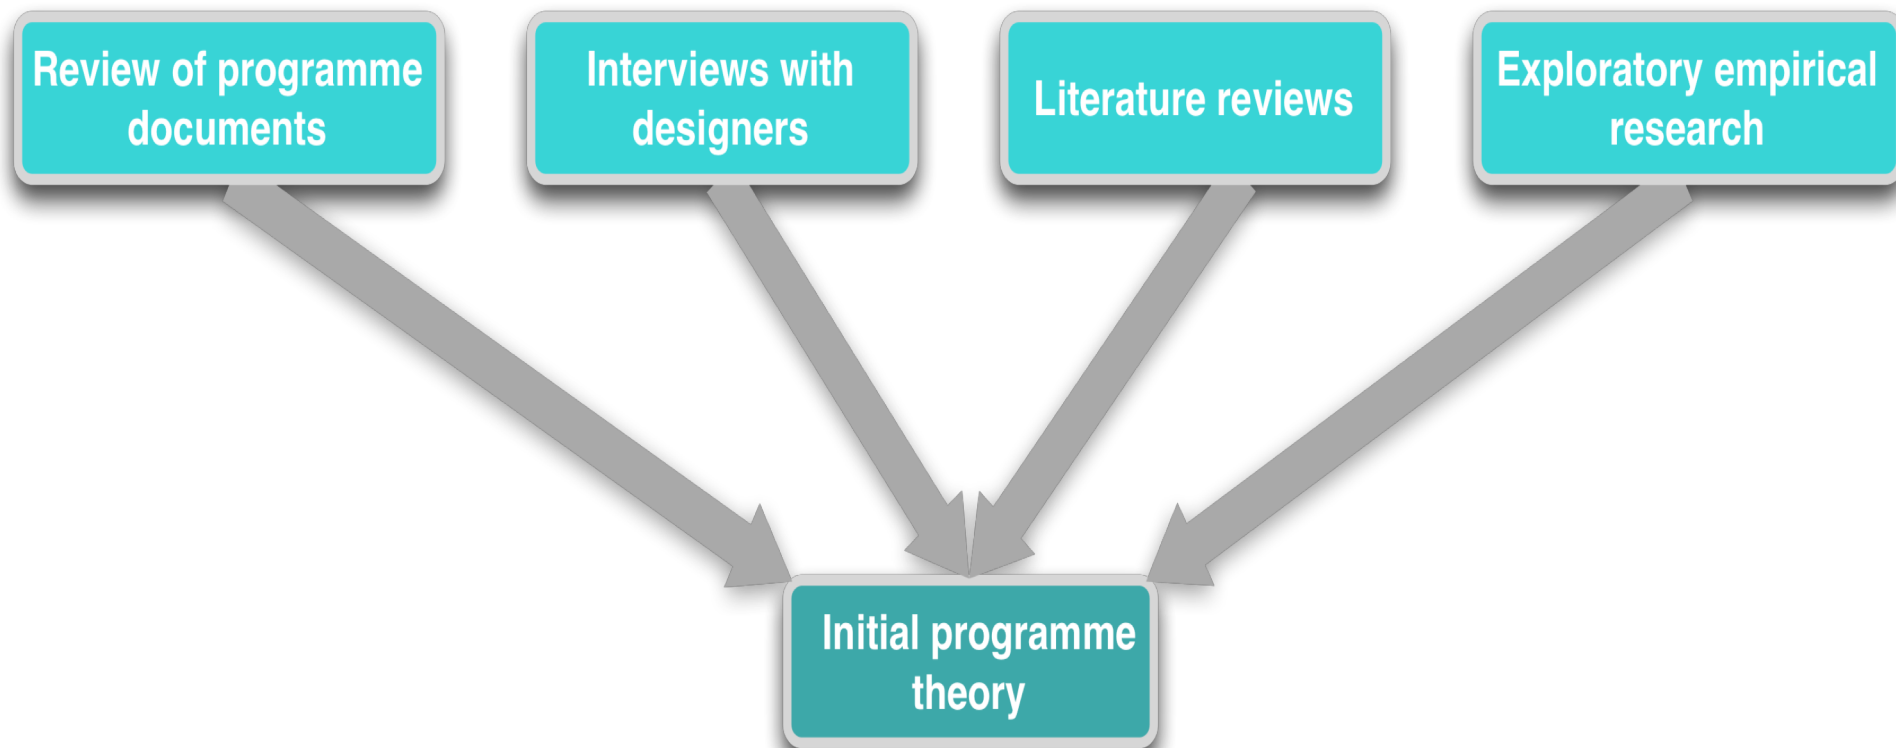 Review of programme
documents
Interviews with
designers
Literature reviews
Exploratory empirical
research
Initial programme
theory